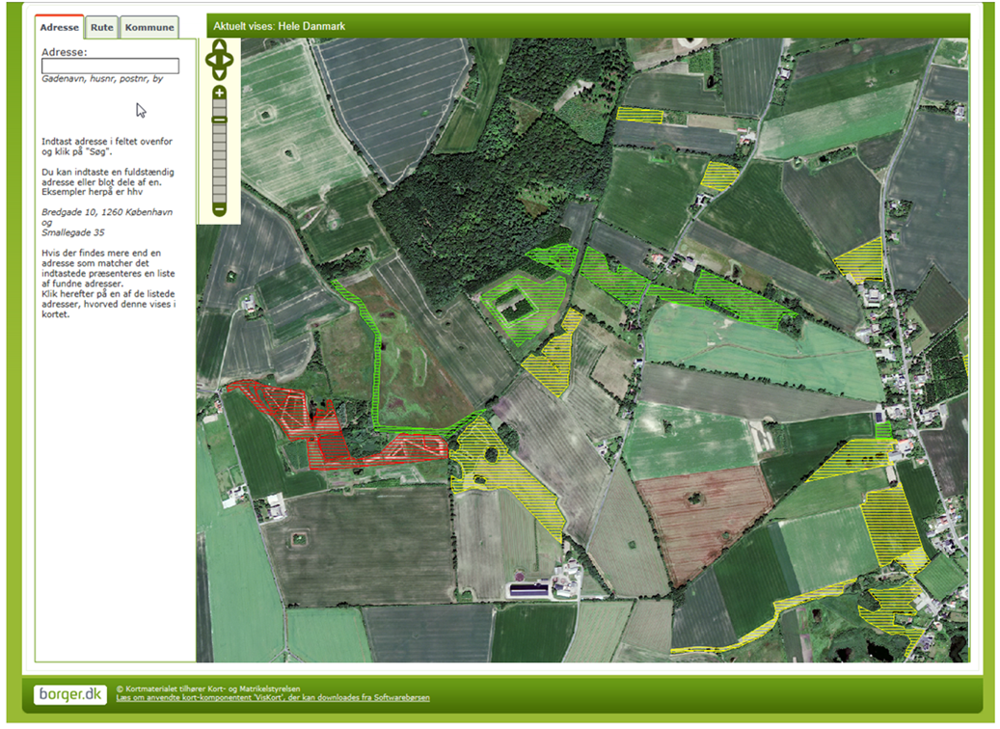 Adresse Rute Kommune
Aktuelt vises: Hele Danmark
Adresse:
Gadenavn, husnr, postnr, by
Indtast adresse i feltet ovenfor
og klik på "Søg".
Du kan indtaste en fuldstændig
adresse eller blot dele af en.
Eksempler herpå er hhv
Bredgade 10, 1260 København
og
Smallegade 35
Hvis der findes mere end en
adresse som matcher det
indtastede præsenteres en liste
af fundne adresser.
Klik herefter på en af de listede
adresser, hvorved denne vises i
kortet.
borger.dk
© Kortmaterialet tilhører Kort- og Matrikelstyrelsen
Læs om anvendte kort-komponentent 'VisKort', der kan downloades fra Softwarebørsen